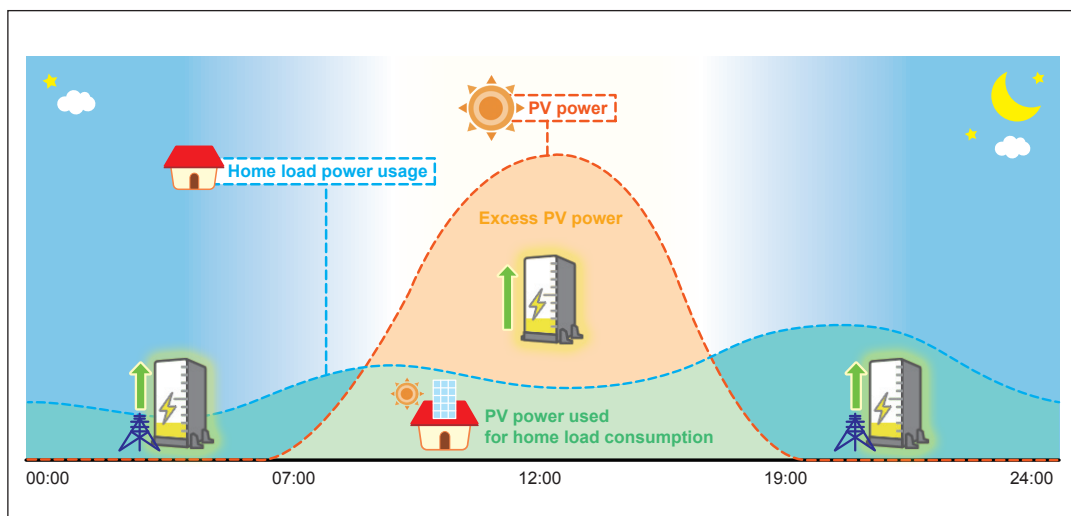 PV power
Home load power usage
Excess PV power
PV power used
for home load consumption
00:00
07:00
12:00
19:00
24:00